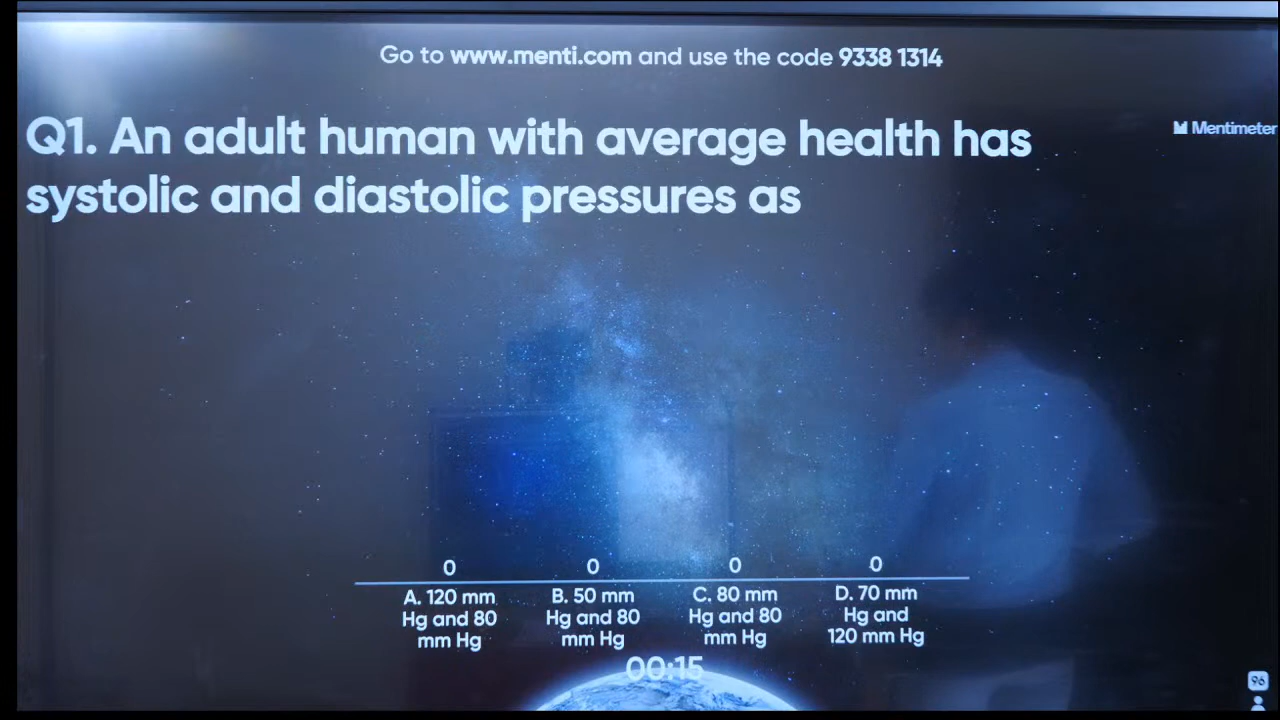 Go to www.menti.com and use the code 9338 1314
Mentimeter
Q1. An adult human with average health has
systolic and diastolic pressures as
0
0
0
0
A. 120 mm
Hg and 80
mm Hg
B. 50 mm
Hg and 80
mm Hg
C. 80 mm
Hg and 80
mm Hg
D. 70 mm
Hg and
120 mm Hg
00:15
96